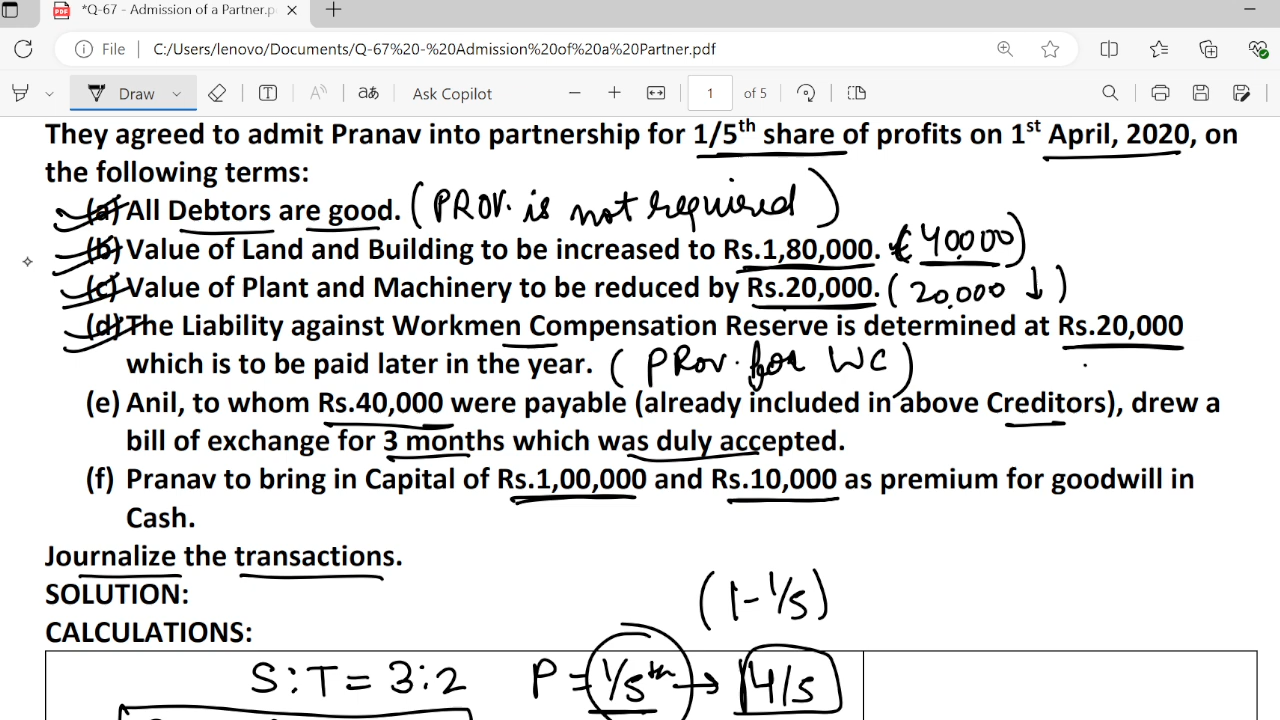 *Q-67 - Admission of a Partner.p
File C:/Users/lenovo/Documents/Q-67%20-%20Admission%20of%20a%20Partner.pdf
Draw aあ Ask Copilot 1 of 5
They agreed to admit Pranav into partnership for 1/5th share of profits on 1st April, 2020, on
the following terms:
(a) All Debtors are good. (PROV. is not required)
(b) Value of Land and Building to be increased to Rs.1,80,000. (40,000)
(c) Value of Plant and Machinery to be reduced by Rs.20,000. (20,000 ↓)
(d) The Liability against Workmen Compensation Reserve is determined at Rs.20,000
which is to be paid later in the year. (PROV. for WC)
(e) Anil, to whom Rs.40,000 were payable (already included in above Creditors), drew a
bill of exchange for 3 months which was duly accepted.
(f) Pranav to bring in Capital of Rs.1,00,000 and Rs.10,000 as premium for goodwill in
Cash.
Journalize the transactions.
SOLUTION:
(1-1/5)
CALCULATIONS:
S:T = 3:2 P = 1/5th → 4/5